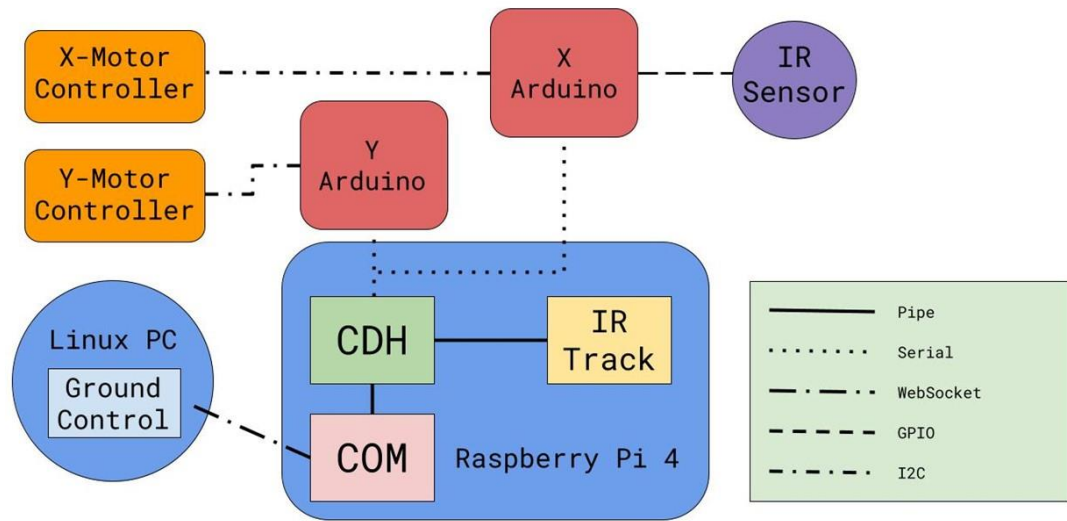 X-Motor
Controller
X
Arduino
IR
Sensor
Y-Motor
Controller
Y
Arduino
Linux PC
Ground
Control
CDH
IR
Track
COM
Raspberry Pi 4
Pipe
Serial
WebSocket
GPIO
I2C